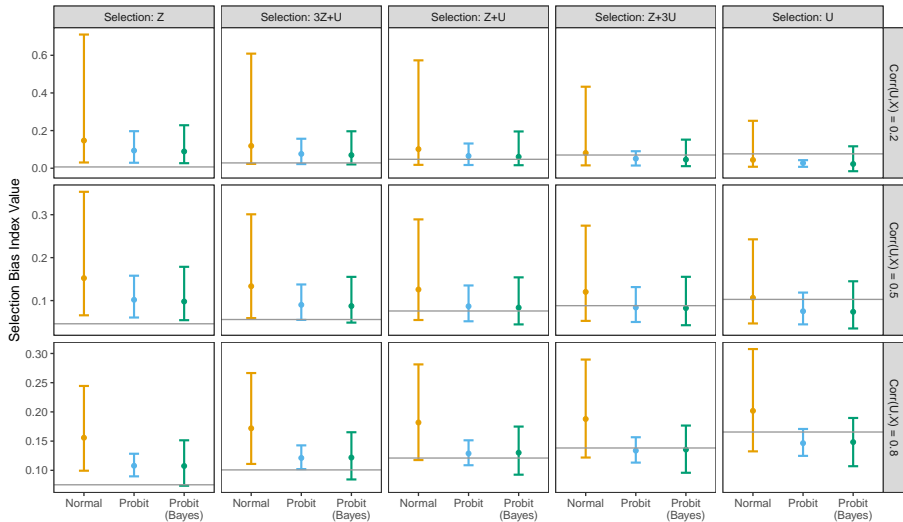 Selection: Z
Selection: 3Z+U
Selection: Z+U
Selection: Z+3U
Selection: U
Selection Bias Index Value
0.6
0.4
0.2
0.0
Corr(U,X) = 0.2
0.3
0.2
0.1
Corr(U,X) = 0.5
0.30
0.25
0.20
0.15
0.10
Corr(U,X) = 0.8
Normal Probit Probit (Bayes)
Normal Probit Probit (Bayes)
Normal Probit Probit (Bayes)
Normal Probit Probit (Bayes)
Normal Probit Probit (Bayes)